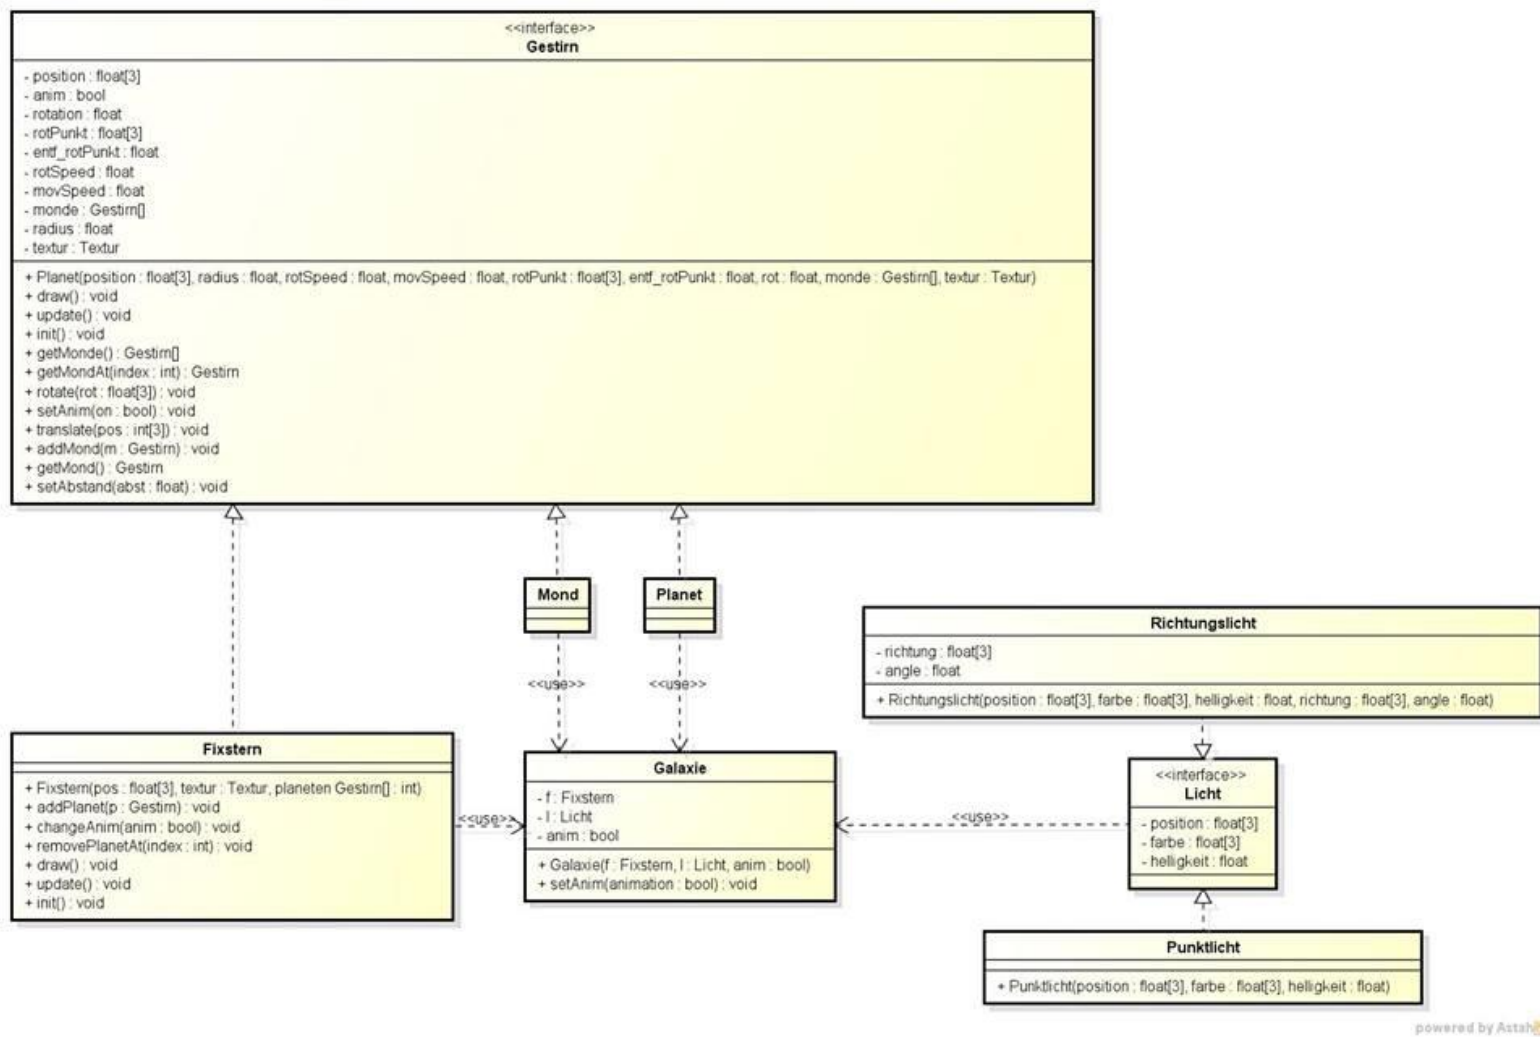 <<interface>>
Gestirn
- position : float[3]
- anim : bool
- rotation : float
- rotPunkt : float[3]
- entf_rotPunkt : float
- rotSpeed : float
- movSpeed : float
- monde : Gestirn[]
- radius : float
- textur : Textur
+ Planet(position : float[3], radius : float, rotSpeed : float, movSpeed : float, rotPunkt : float[3], entf_rotPunkt : float, rot : float, monde : Gestirn[], textur : Textur)
+ draw() : void
+ update() : void
+ init() : void
+ getMonde() : Gestirn[]
+ getMondAt(index : int) : Gestirn
+ rotate(rot : float[3]) : void
+ setAnim(on : bool) : void
+ translate(pos : int[3]) : void
+ addMond(m : Gestirn) : void
+ getMond() : Gestirn
+ setAbstand(abst : float) : void
Mond
Planet
<<use>>
<<use>>
Richtungslicht
- richtung : float[3]
- angle : float
+ Richtungslicht(position : float[3], farbe : float[3], helligkeit : float, richtung : float[3], angle : float)
Fixstern
+ Fixstern(pos : float[3], textur : Textur, planeten Gestirn[] : int)
+ addPlanet(p : Gestirn) : void
+ changeAnim(anim : bool) : void
+ removePlanetAt(index : int) : void
+ draw() : void
+ update() : void
+ init() : void
<<use>>
Galaxie
- f : Fixstern
- l : Licht
- anim : bool
+ Galaxie(f : Fixstern, l : Licht, anim : bool)
+ setAnim(animation : bool) : void
<<use>>
<<interface>>
Licht
- position : float[3]
- farbe : float[3]
- helligkeit : float
Punktlicht
+ Punktlicht(position : float[3], farbe : float[3], helligkeit : float)
powered by Astah